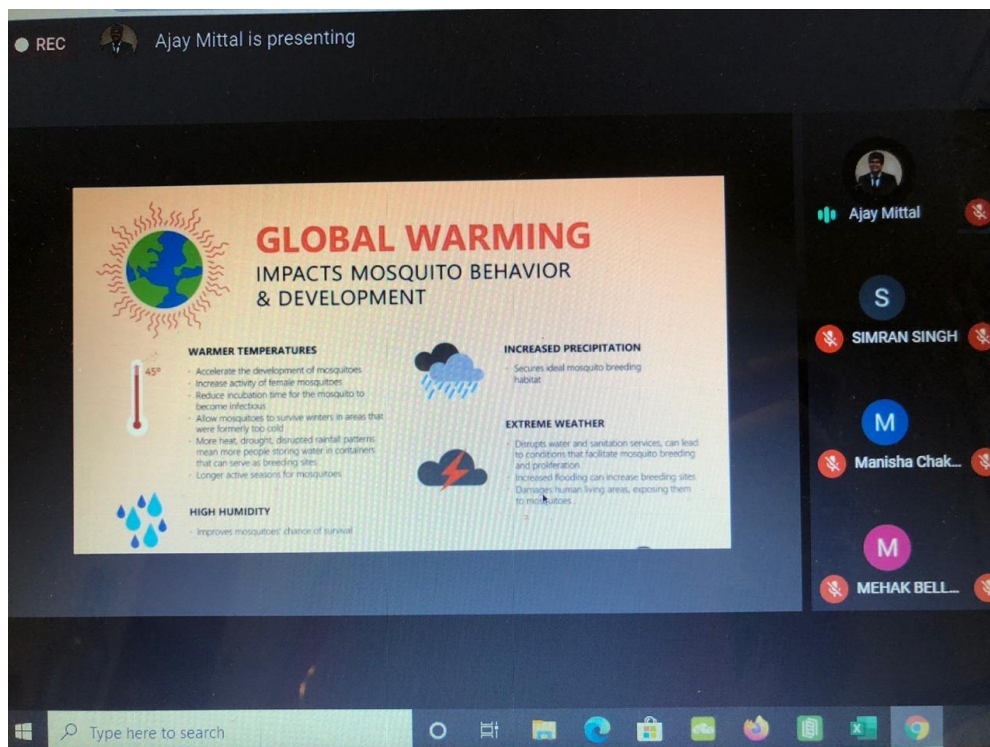 REC
Ajay Mittal is presenting
GLOBAL WARMING
IMPACTS MOSQUITO BEHAVIOR
& DEVELOPMENT
WARMER TEMPERATURES
45°
- Accelerate the development of mosquitoes
- Increase activity of female mosquitoes
- Reduce incubation time for the mosquito to
become infectious
- Allow mosquitoes to survive winters in areas that
were formerly too cold
- More heat, drought, disrupted rainfall patterns
mean more people storing water in containers
that can serve as breeding sites
- Longer active seasons for mosquitoes
HIGH HUMIDITY
- Improves mosquitoes' chance of survival
INCREASED PRECIPITATION
- Secures ideal mosquito breeding
habitat
EXTREME WEATHER
- Disrupts water and sanitation services, can lead
to conditions that facilitate mosquito breeding
and proliferation
- Increased flooding can increase breeding sites
Damages human living areas, exposing them
to mosquitoes
Ajay Mittal
S
SIMRAN SINGH
M
Manisha Chak...
M
MEHAK BELL...
Type here to search